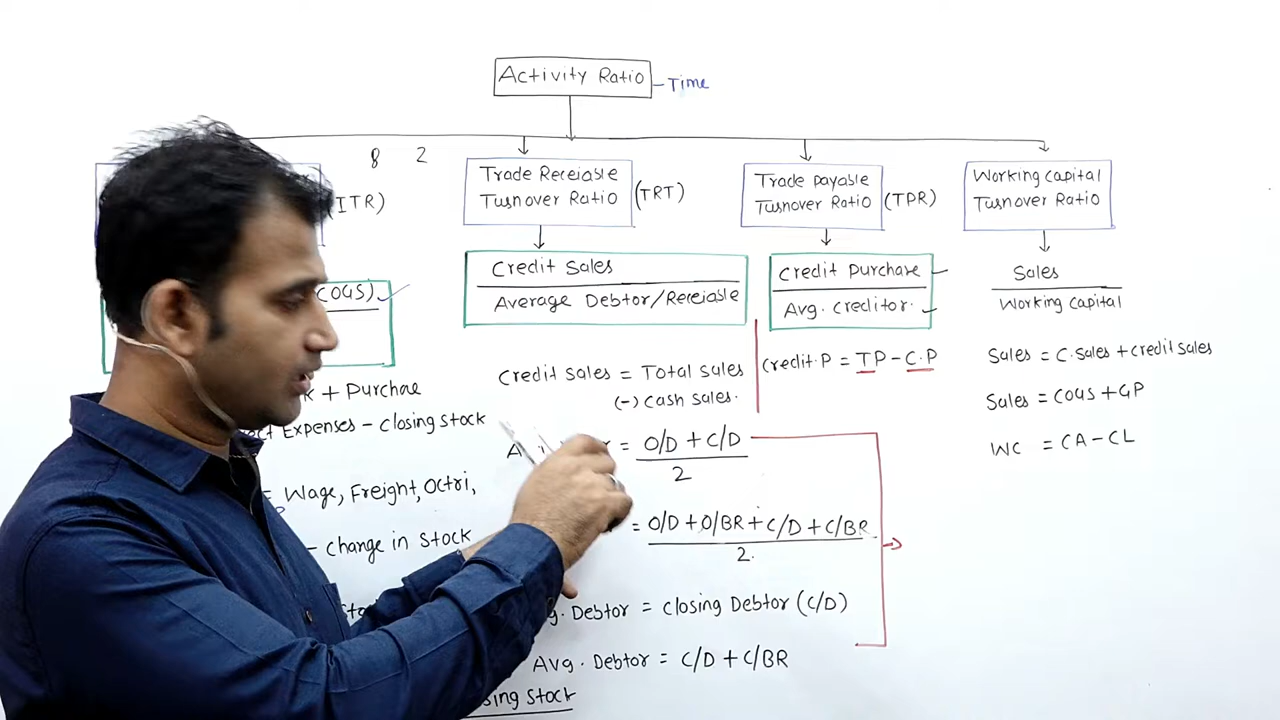 Activity Ratio
- Time
8 2
(ITR)
COGS)
k + Purchae
Expenses - closing stock
= Wage, Freight, Octri,
- change in stock
sing stock
Trade Receiable
Turnover Ratio
(TRT)
Credit Sales
Average Debtor/Receiable
Credit Sales = Total Sales
(-) Cash Sales.
= O/D + C/D
2
= O/D + O/BR + C/D + C/BR
2.
g. Debtor = closing Debtor (C/D)
Avg. Debtor = C/D + C/BR
Trade payable
Turnover Ratio
(TPR)
Credit Purchase
Avg. creditor.
Credit.P = TP - C.P
Working capital
Turnover Ratio
Sales
Working capital
Sales = C.Sales + Credit Sales
Sales = COGS + GP
WC = CA - CL